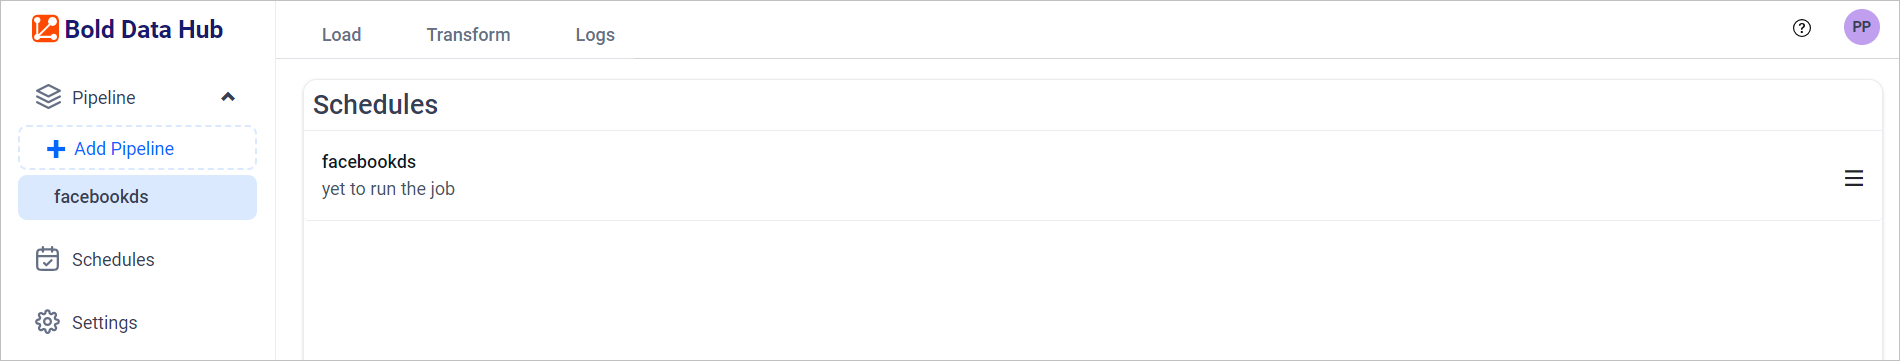 Bold Data Hub
Load
Transform
Logs
?
PP
Pipeline
Add Pipeline
facebookds
Schedules
Settings
Schedules
facebookds
yet to run the job